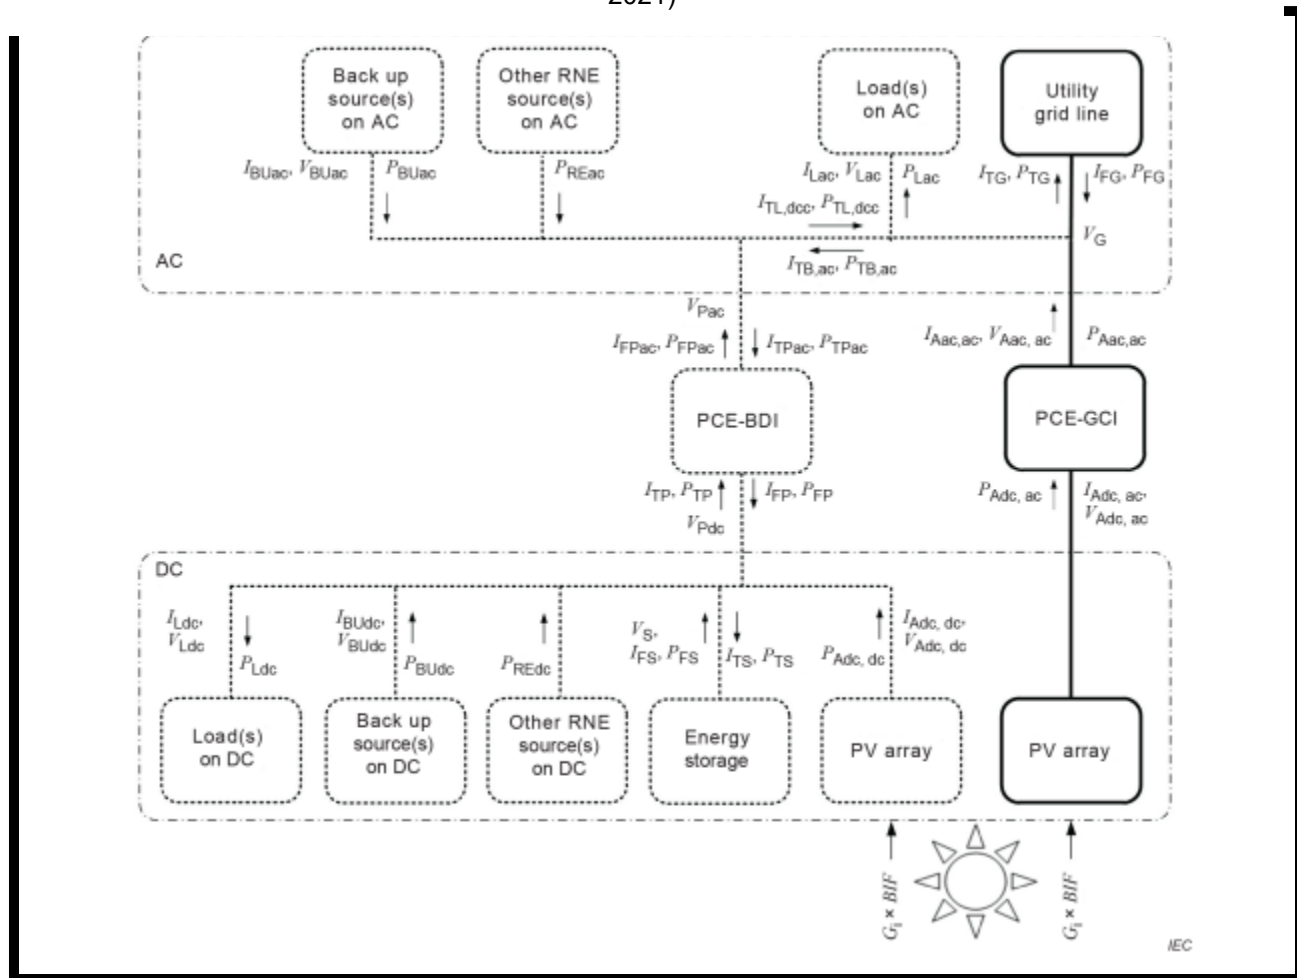 2021)
Back up
source(s)
on AC
Other RNE
source(s)
on AC
Load(s)
on AC
Utility
grid line
I_BUac, V_BUac
P_BUac
P_REac
I_Lac, V_Lac
P_Lac
I_TG, P_TG
I_FG, P_FG
I_TL,dcc, P_TL,dcc
V_G
AC
I_TB,ac, P_TB,ac
V_Pac
I_FPac, P_FPac
I_TPac, P_TPac
I_Aac,ac, V_Aac, ac
P_Aac,ac
PCE-BDI
PCE-GCI
I_TP, P_TP
I_FP, P_FP
V_Pdc
P_Adc, ac
I_Adc, ac,
V_Adc, ac
DC
I_Ldc,
V_Ldc
P_Ldc
I_BUdc,
V_BUdc
P_BUdc
P_REdc
V_S,
I_FS, P_FS
I_TS, P_TS
P_Adc, dc
I_Adc, dc,
V_Adc, dc
Load(s)
on DC
Back up
source(s)
on DC
Other RNE
source(s)
on DC
Energy
storage
PV array
PV array
G_i × BIF
G_i × BIF
IEC